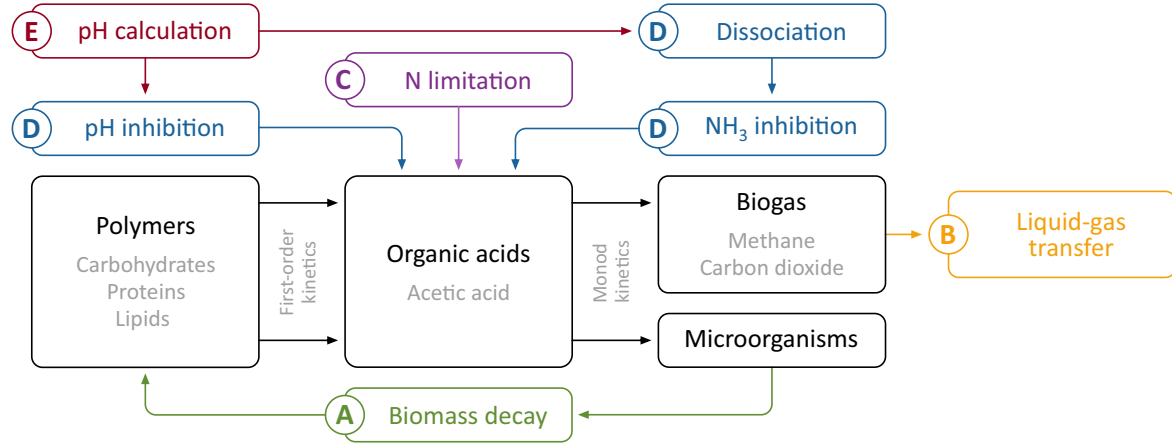 E pH calculation
D Dissociation
C N limitation
D pH inhibition
D NH₃ inhibition
Polymers
Carbohydrates
Proteins
Lipids
First-order
kinetics
Organic acids
Acetic acid
Monod
kinetics
Biogas
Methane
Carbon dioxide
B Liquid-gas
transfer
Microorganisms
A Biomass decay